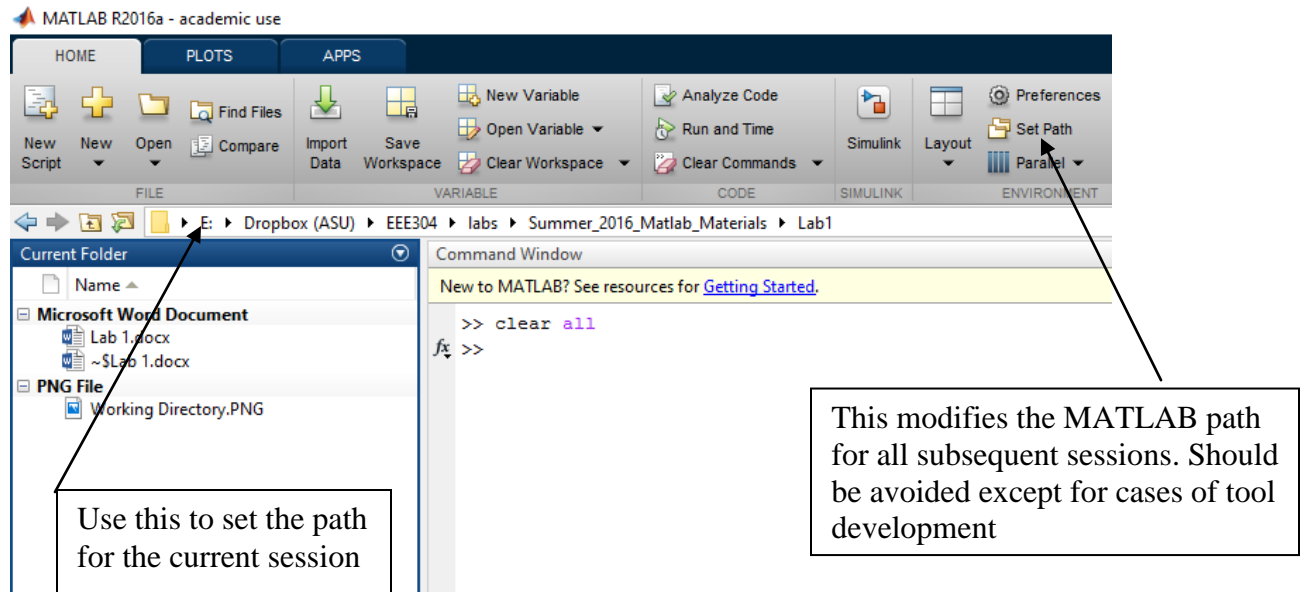 MATLAB R2016a - academic use
HOME PLOTS APPS
New Script
New
Open
Find Files
Compare
Import Data
Save Workspace
New Variable
Open Variable
Clear Workspace
Analyze Code
Run and Time
Clear Commands
Simulink
Layout
Preferences
Set Path
Parallel
FILE VARIABLE CODE SIMULINK ENVIRONMENT
E: Dropbox (ASU) EEE304 labs Summer_2016_Matlab_Materials Lab1
Current Folder
Name
Microsoft Word Document
Lab 1.docx
~$Lab 1.docx
PNG File
Working Directory.PNG
Command Window
New to MATLAB? See resources for Getting Started.
>> clear all
fx >>
Use this to set the path
for the current session
This modifies the MATLAB path
for all subsequent sessions. Should
be avoided except for cases of tool
development